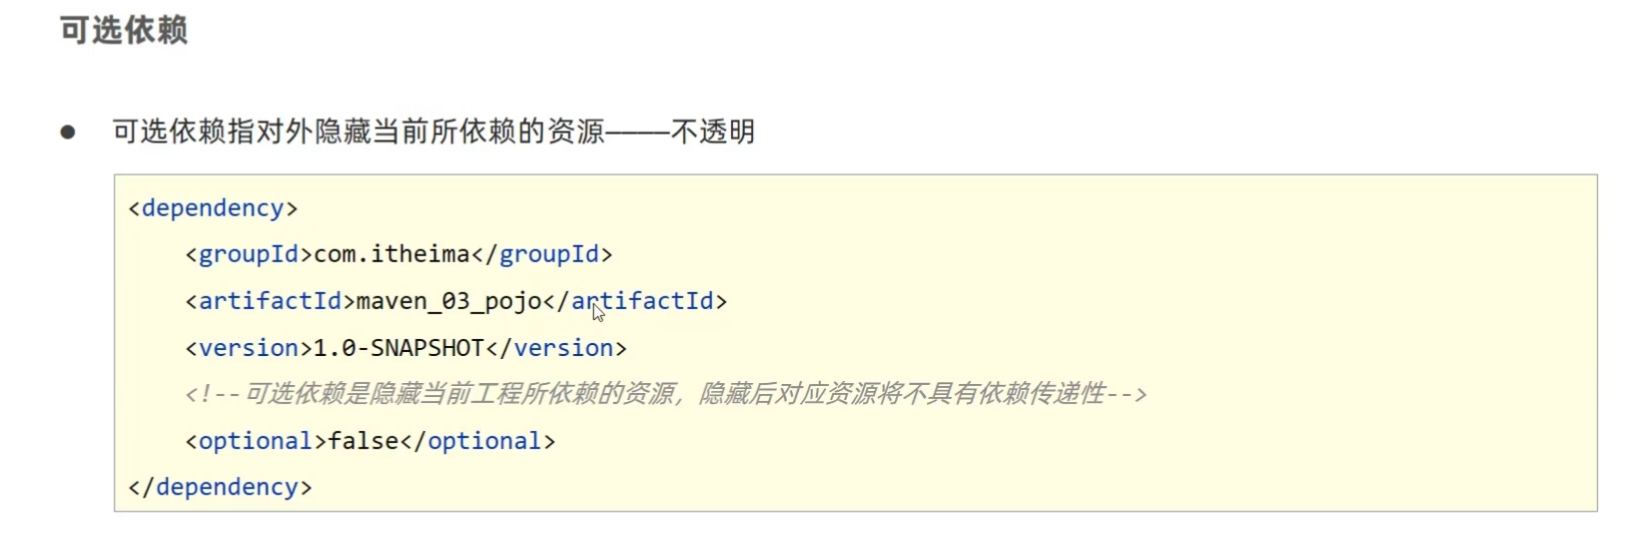 可选依赖
● 可选依赖指对外隐藏当前所依赖的资源————不透明
<dependency>
    <groupId>com.itheima</groupId>
    <artifactId>maven_03_pojo</artifactId>
    <version>1.0-SNAPSHOT</version>
    <!--可选依赖是隐藏当前工程所依赖的资源，隐藏后对应资源将不具有依赖传递性-->
    <optional>false</optional>
</dependency>